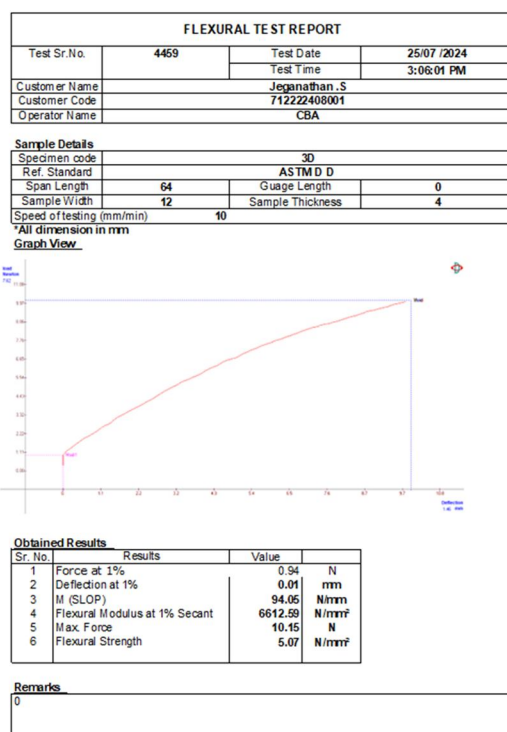 FLEXURAL TEST REPORT
Test Sr.No. 4459 Test Date 25/07 /2024
Test Time 3:06:01 PM
Customer Name Jeganathan .S
Customer Code 712222408001
Operator Name CBA
Sample Details
Specimen code 3D
Ref. Standard ASTM D D
Span Length 64 Guage Length 0
Sample Width 12 Sample Thickness 4
Speed of testing (mm/min) 10
*All dimension in mm
Graph View
Deflection
Obtained Results
Sr. No. Results Value
1 Force at 1% 0.94 N
2 Deflection at 1% 0.01 mm
3 M (SLOP) 94.05 N/mm
4 Flexural Modulus at 1% Secant 6612.59 N/mm²
5 Max. Force 10.15 N
6 Flexural Strength 5.07 N/mm²
Remarks
0